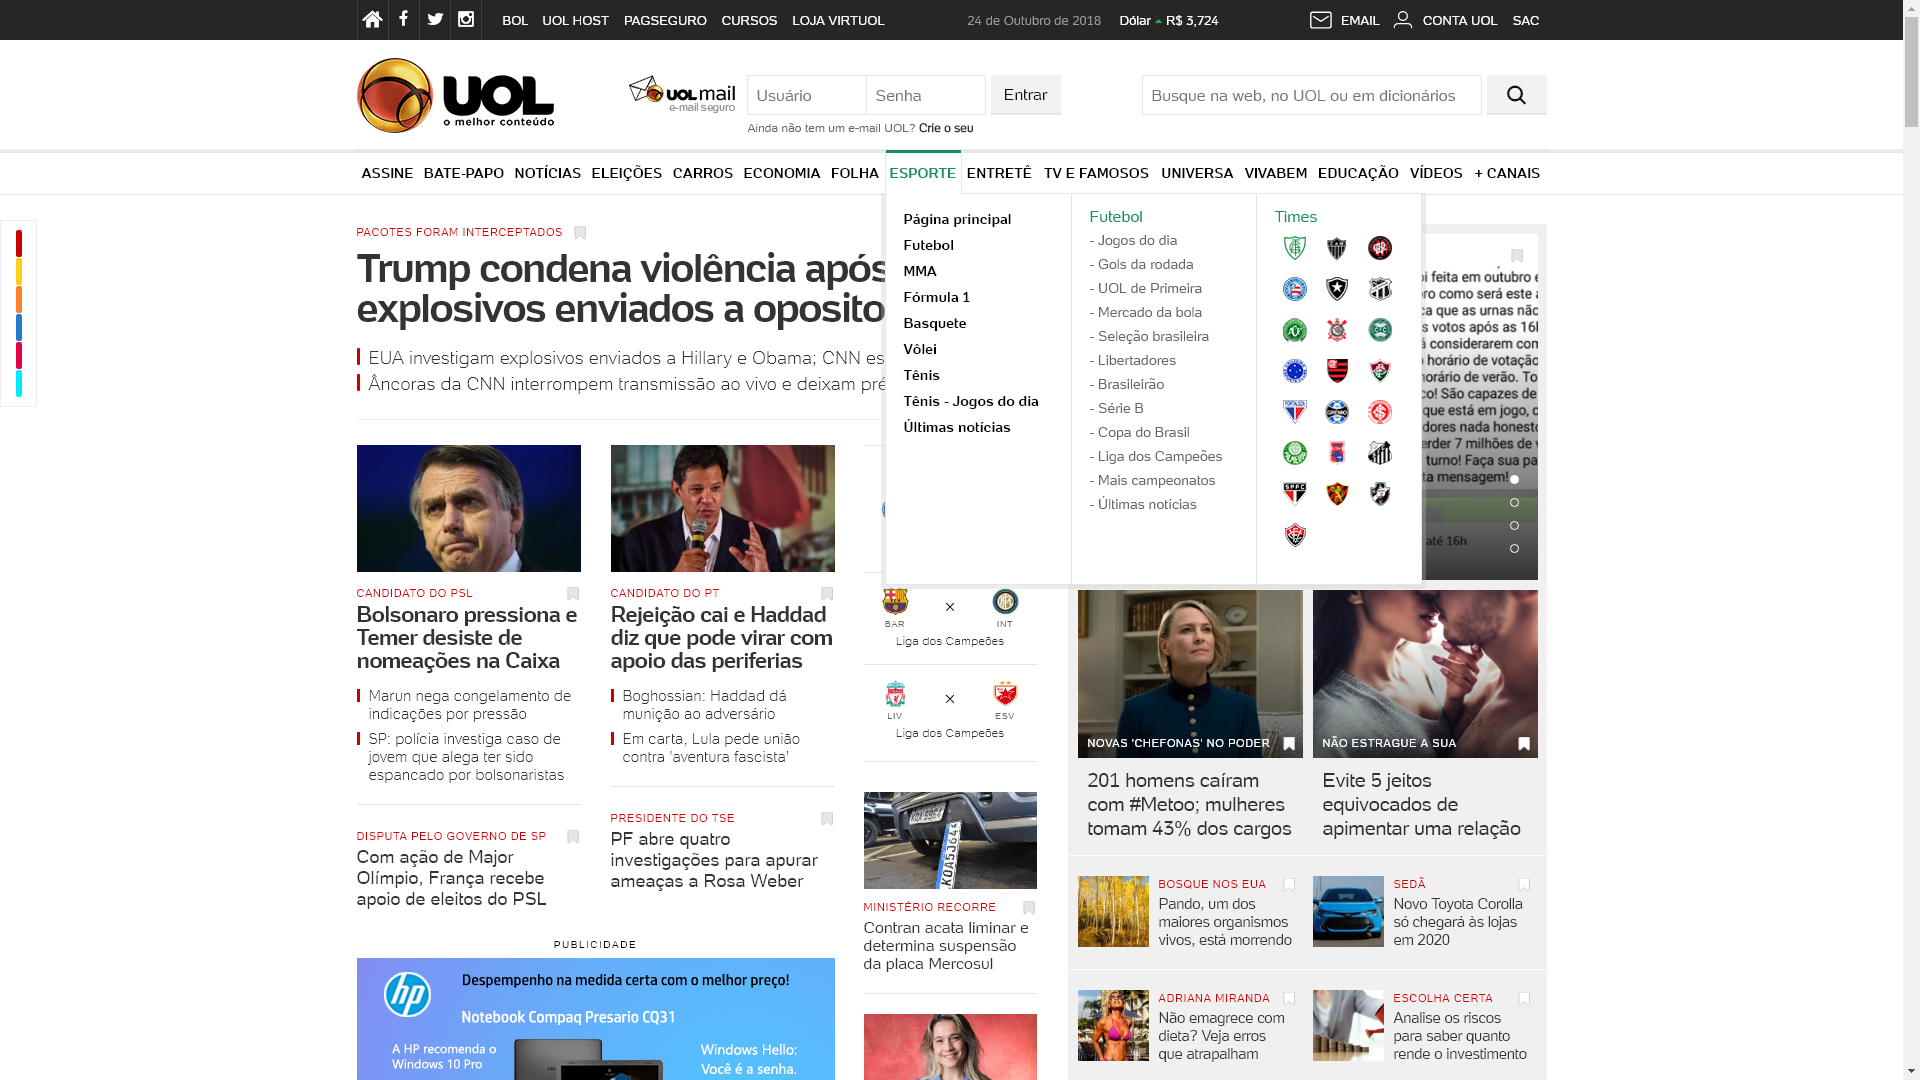 BOL UOL HOST PAGSEGURO CURSOS LOJA VIRTUOL
24 de Outubro de 2018 Dólar R$ 3,724
EMAIL CONTA UOL SAC
UOL
o melhor conteúdo
UOL mail
e-mail seguro
Usuário Senha Entrar
Ainda não tem um e-mail UOL? Crie o seu
Busque na web, no UOL ou em dicionários
ASSINE BATE-PAPO NOTÍCIAS ELEIÇÕES CARROS ECONOMIA FOLHA ESPORTE ENTRETÊ TV E FAMOSOS UNIVERSA VIVABEM EDUCAÇÃO VÍDEOS + CANAIS
Página principal
Futebol
MMA
Fórmula 1
Basquete
Vôlei
Tênis
Tênis - Jogos do dia
Últimas notícias
Futebol
- Jogos do dia
- Gols da rodada
- UOL de Primeira
- Mercado da bola
- Seleção brasileira
- Libertadores
- Brasileirão
- Série B
- Copa do Brasil
- Liga dos Campeões
- Mais campeonatos
- Últimas notícias
Times
PACOTES FORAM INTERCEPTADOS
Trump condena violência após
explosivos enviados a oposito
EUA investigam explosivos enviados a Hillary e Obama; CNN es
Âncoras da CNN interrompem transmissão ao vivo e deixam pré
feita em outubro e
ro como será este a
ca que as urnas não
votos após as 16h
considerarem com
horário de votação
horário de verão. To
o! São capazes de
que está em jogo, c
dores nada honesto
erder 7 milhões de v
turno! Faça sua pa
ta mensagem!
até 16h
CANDIDATO DO PSL
Bolsonaro pressiona e
Temer desiste de
nomeações na Caixa
Marun nega congelamento de
indicações por pressão
SP: polícia investiga caso de
jovem que alega ter sido
espancado por bolsonaristas
DISPUTA PELO GOVERNO DE SP
Com ação de Major
Olímpio, França recebe
apoio de eleitos do PSL
CANDIDATO DO PT
Rejeição cai e Haddad
diz que pode virar com
apoio das periferias
Boghossian: Haddad dá
munição ao adversário
Em carta, Lula pede união
contra 'aventura fascista'
PRESIDENTE DO TSE
PF abre quatro
investigações para apurar
ameaças a Rosa Weber
PUBLICIDADE
hp
Despempenho na medida certa com o melhor preço!
Notebook Compaq Presario CQ31
A HP recomenda o
Windows 10 Pro
Windows Hello:
Você é a senha.
BAR × INT
Liga dos Campeões
LIV × ESV
Liga dos Campeões
KOA5J64
MINISTÉRIO RECORRE
Contran acata liminar e
determina suspensão
da placa Mercosul
NOVAS 'CHEFONAS' NO PODER
201 homens caíram
com #Metoo; mulheres
tomam 43% dos cargos
NÃO ESTRAGUE A SUA
Evite 5 jeitos
equivocados de
apimentar uma relação
BOSQUE NOS EUA
Pando, um dos
maiores organismos
vivos, está morrendo
SEDÃ
Novo Toyota Corolla
só chegará às lojas
em 2020
ADRIANA MIRANDA
Não emagrece com
dieta? Veja erros
que atrapalham
ESCOLHA CERTA
Analise os riscos
para saber quanto
rende o investimento